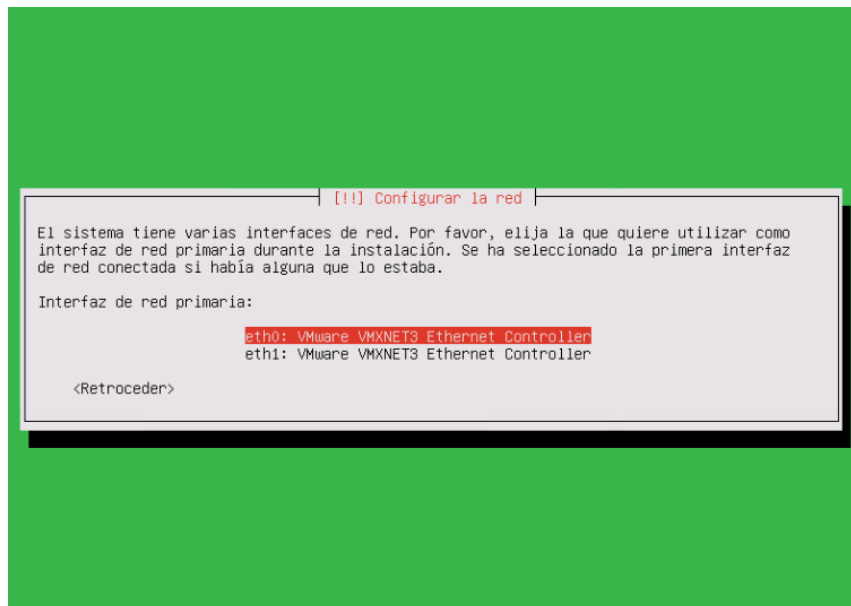 [!!] Configurar la red
El sistema tiene varias interfaces de red. Por favor, elija la que quiere utilizar como
interfaz de red primaria durante la instalación. Se ha seleccionado la primera interfaz
de red conectada si había alguna que lo estaba.
Interfaz de red primaria:
eth0: VMware VMXNET3 Ethernet Controller
eth1: VMware VMXNET3 Ethernet Controller
<Retroceder>